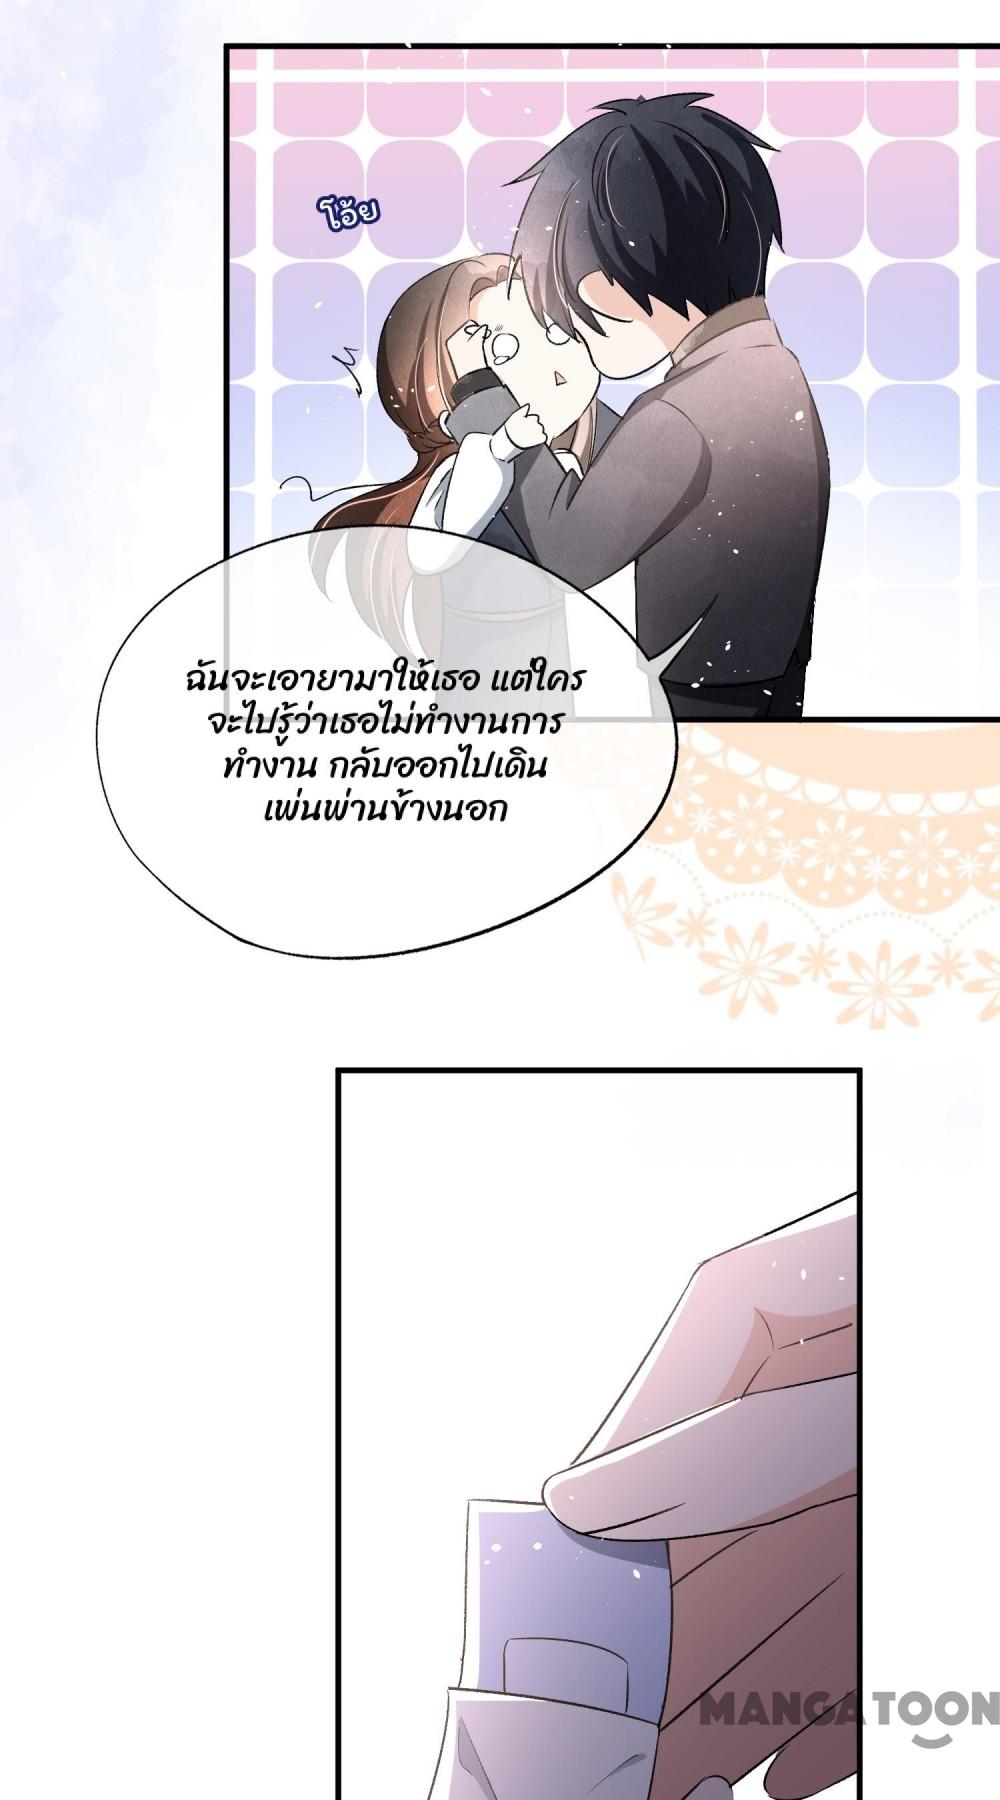 โอ้ย
ฉันจะเอายามาให้เธอ แต่ใคร
จะไปรู้ว่าเธอไม่ทำงานการ
ทำงาน กลับออกไปเดิน
เพ่นพ่านข้างนอก
MANGATOON